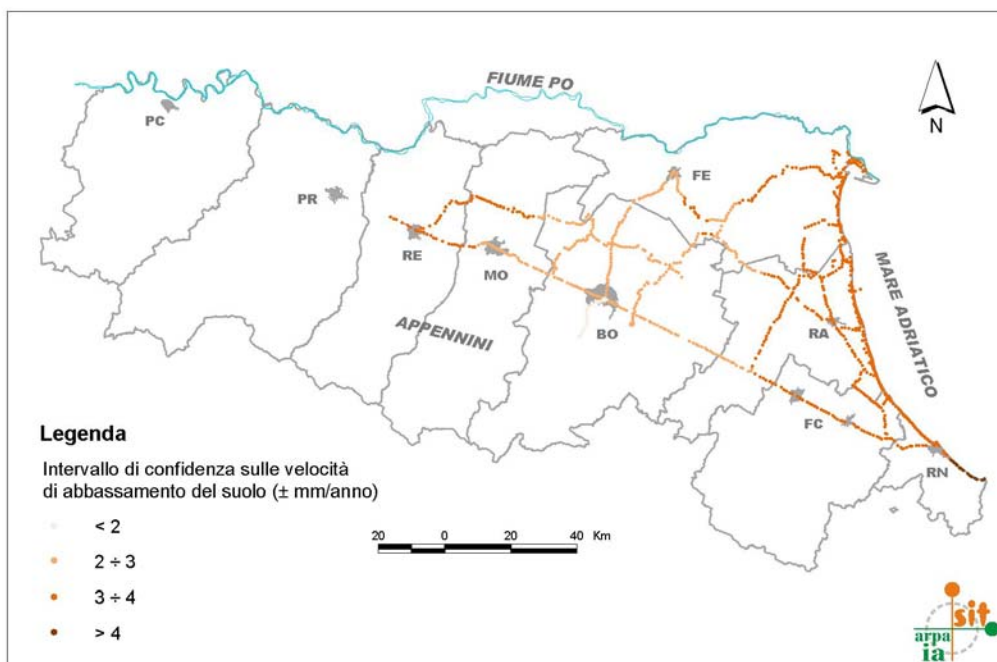 FIUME PO
N
PC
PR
FE
RE
MO
BO
RA
FC
RN
APPENNINI
MARE ADRIATICO
Legenda
Intervallo di confidenza sulle velocità
di abbassamento del suolo (± mm/anno)
< 2
2 ÷ 3
3 ÷ 4
> 4
20 0 20 40 Km
sit
arpa
ia